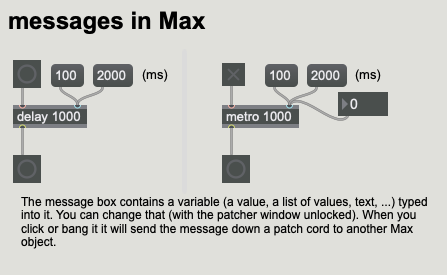 messages in Max
100 2000 (ms) 100 2000 (ms)
0
delay 1000 metro 1000
The message box contains a variable (a value, a list of values, text, ...) typed
into it. You can change that (with the patcher window unlocked). When you
click or bang it it will send the message down a patch cord to another Max
object.